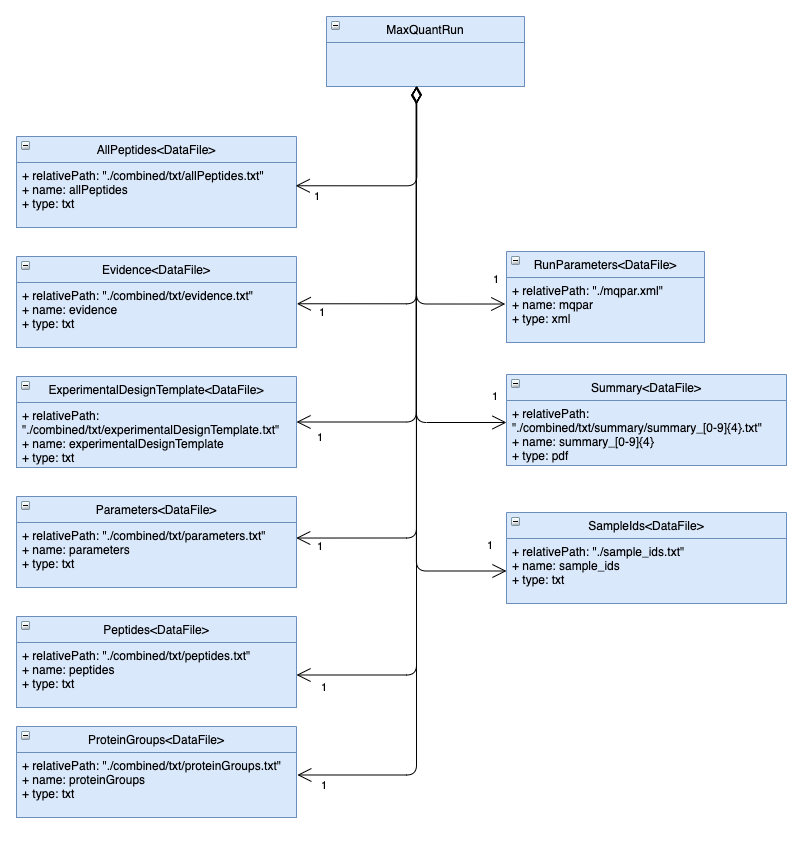 MaxQuantRun
AllPeptides<DataFile>
+ relativePath: "./combined/txt/allPeptides.txt"
+ name: allPeptides
+ type: txt
1
Evidence<DataFile>
+ relativePath: "./combined/txt/evidence.txt"
+ name: evidence
+ type: txt
1
RunParameters<DataFile>
+ relativePath: "./mqpar.xml"
+ name: mqpar
+ type: xml
1
ExperimentalDesignTemplate<DataFile>
+ relativePath:
"./combined/txt/experimentalDesignTemplate.txt"
+ name: experimentalDesignTemplate
+ type: txt
1
Summary<DataFile>
+ relativePath:
"./combined/txt/summary/summary_[0-9]{4}.txt"
+ name: summary_[0-9]{4}
+ type: pdf
1
Parameters<DataFile>
+ relativePath: "./combined/txt/parameters.txt"
+ name: parameters
+ type: txt
1
SampleIds<DataFile>
+ relativePath: "./sample_ids.txt"
+ name: sample_ids
+ type: txt
1
Peptides<DataFile>
+ relativePath: "./combined/txt/peptides.txt"
+ name: peptides
+ type: txt
1
ProteinGroups<DataFile>
+ relativePath: "./combined/txt/proteinGroups.txt"
+ name: proteinGroups
+ type: txt
1